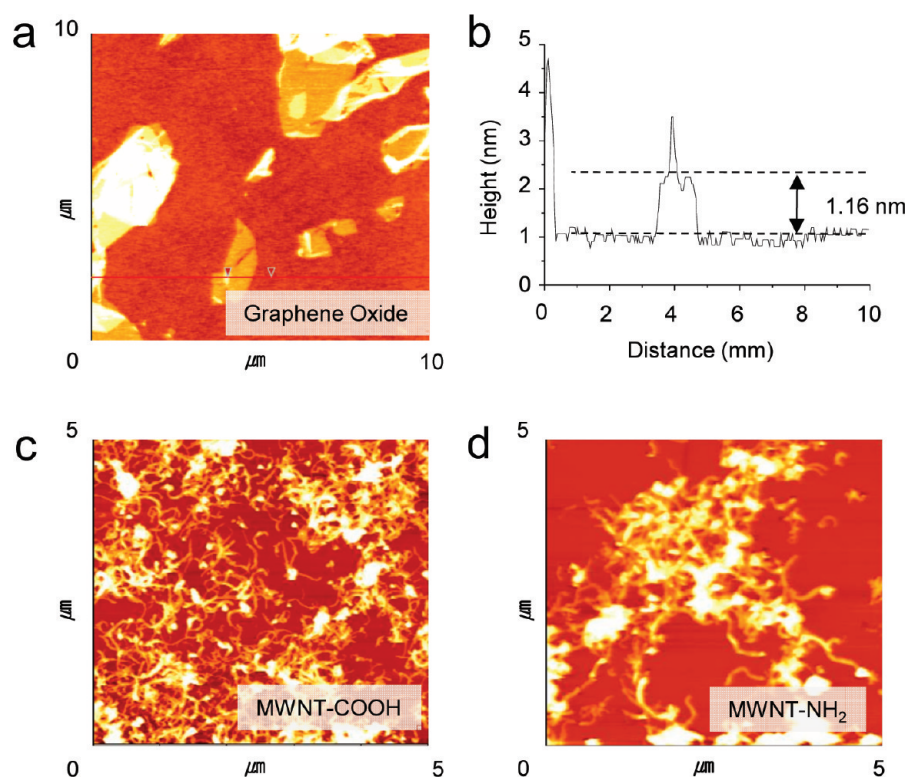 a
10
μm
Graphene Oxide
0
μm
10
b
5
4
3
2
1
0
Height (nm)
1.16 nm
0
2
4
6
8
10
Distance (mm)
c
5
μm
MWNT-COOH
0
μm
5
d
5
μm
MWNT-NH₂
0
μm
5